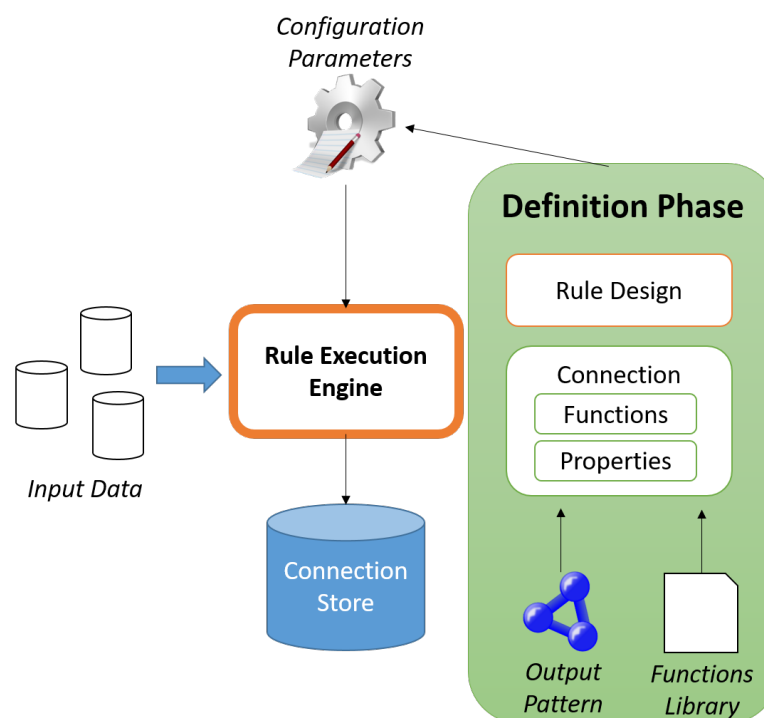 Configuration
Parameters
Definition Phase
Rule Design
Rule Execution
Engine
Connection
Functions
Properties
Input Data
Connection
Store
Output
Pattern
Functions
Library